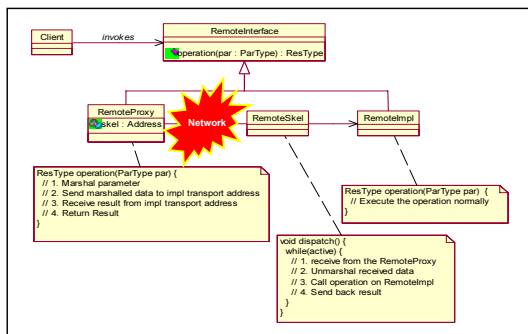 Client
invokes
RemoteInterface
operation(par : ParType) : ResType
RemoteProxy
skel : Address
Network
RemoteSkel
RemoteImpl
ResType operation(ParType par) {
// 1. Marshal parameter
// 2. Send marshalled data to impl transport address
// 3. Receive result from impl transport address
// 4. Return Result
}
ResType operation(ParType par) {
// Execute the operation normally
}
void dispatch() {
while(active) {
// 1. receive from the RemoteProxy
// 2. Unmarshal received data
// 3. Call operation on RemoteImpl
// 4. Send back result
}
}